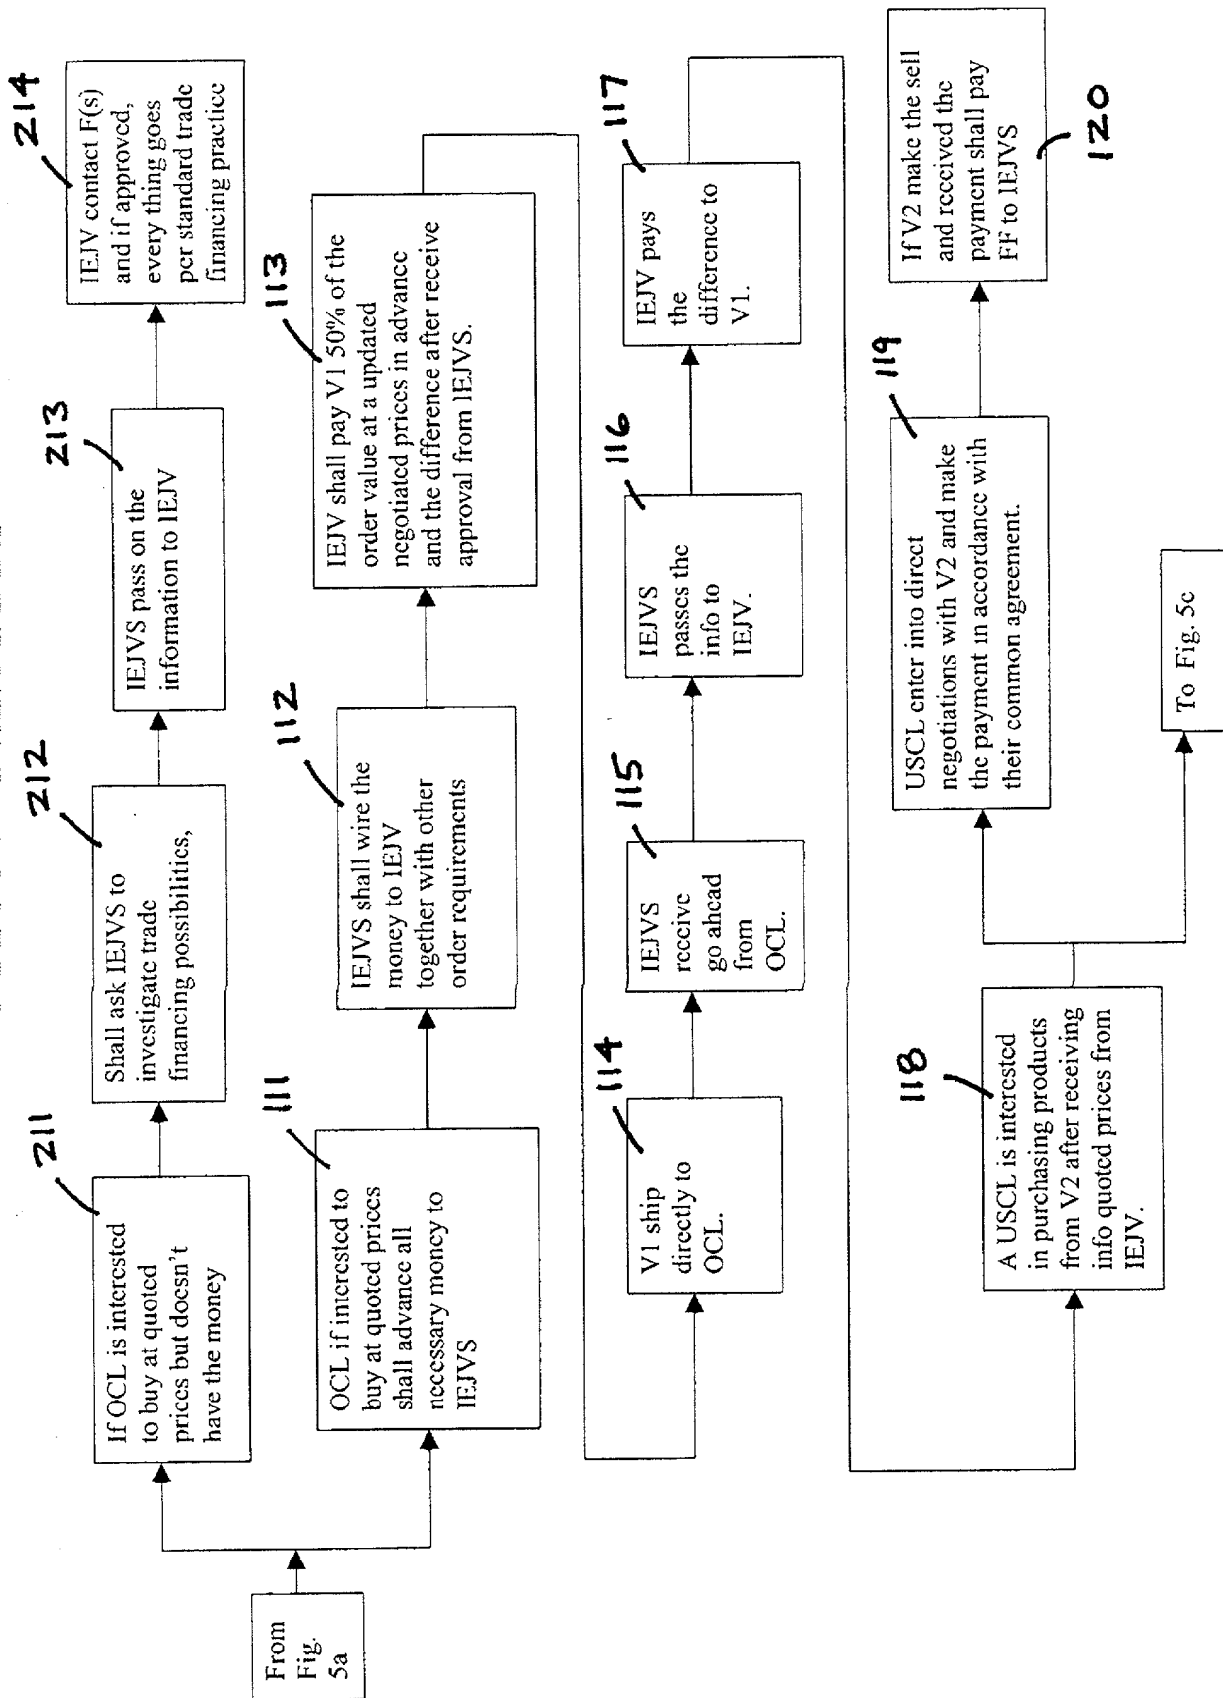 From
Fig.
5a
211
If OCL is interested
to buy at quoted
prices but doesn't
have the money
212
Shall ask IEJVS to
investigate trade
financing possibilities,
213
IEJVS pass on the
information to IEJV
214
IEJV contact F(s)
and if approved,
every thing goes
per standard trade
financing practice
111
OCL if interested to
buy at quoted prices
shall advance all
necessary money to
IEJVS
112
IEJVS shall wire the
money to IEJV
together with other
order requirements
113
IEJV shall pay V1 50% of the
order value at a updated
negotiated prices in advance
and the difference after receive
approval from IEJVS.
114
V1 ship
directly to
OCL.
115
IEJVS
receive
go ahead
from
OCL.
116
IEJVS
passes the
info to
IEJV.
117
IEJV pays
the
difference to
V1.
118
A USCL is interested
in purchasing products
from V2 after receiving
info quoted prices from
IEJV.
119
USCL enter into direct
negotiations with V2 and make
the payment in accordance with
their common agreement.
If V2 make the sell
and received the
payment shall pay
FF to IEJVS
120
To Fig. 5c